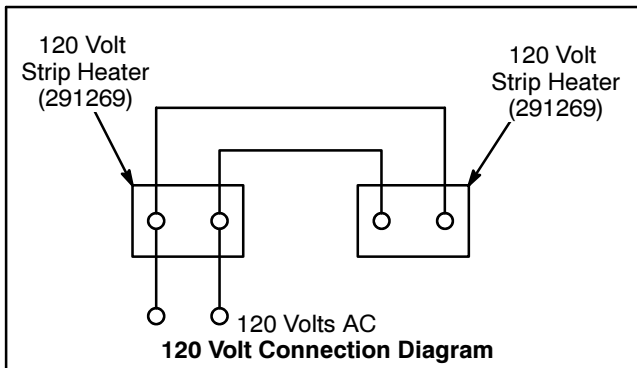 120 Volt
Strip Heater
(291269)
120 Volt
Strip Heater
(291269)
120 Volts AC
120 Volt Connection Diagram